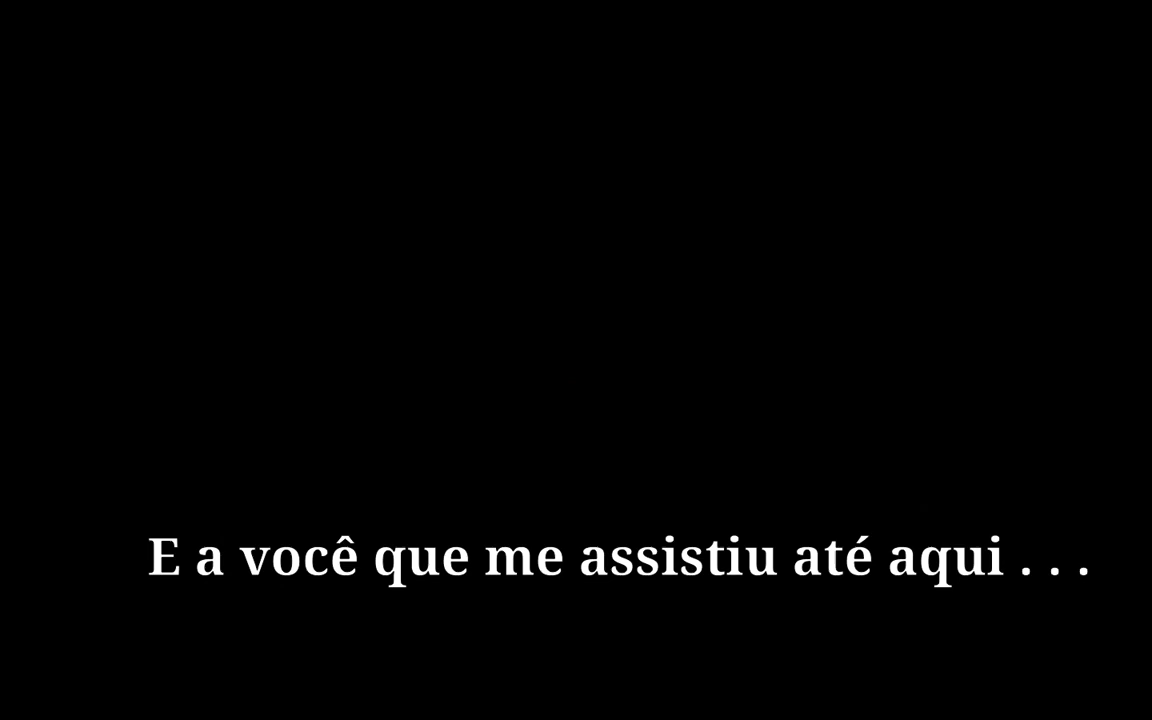 E a você que me assistiu até aqui . . .